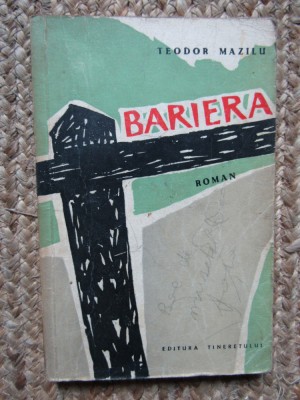 TEODOR MAZILU
BARIERA
ROMAN
EDITURA TINERETULUI